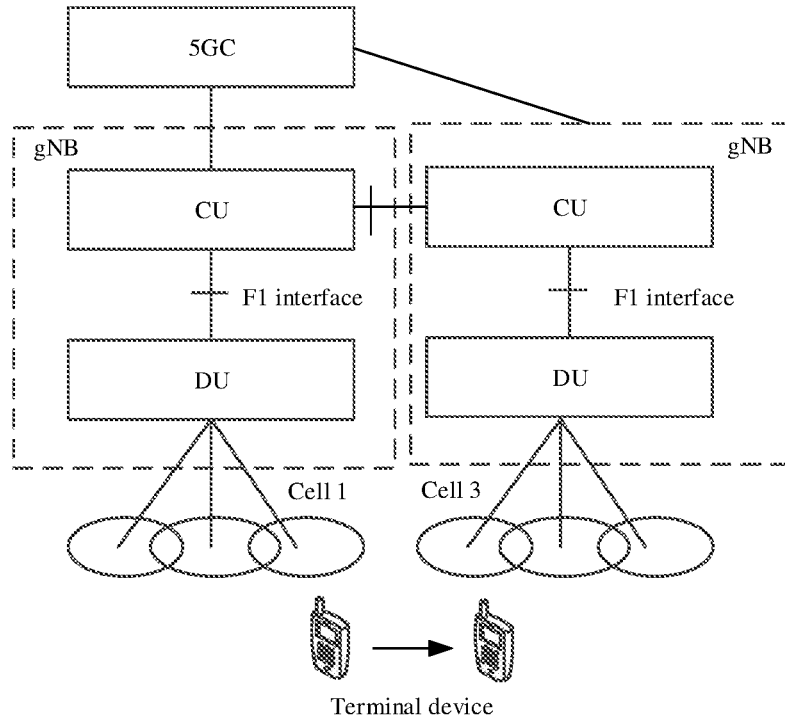 5GC
gNB
gNB
CU
CU
F1 interface
F1 interface
DU
DU
Cell 1
Cell 3
Terminal device